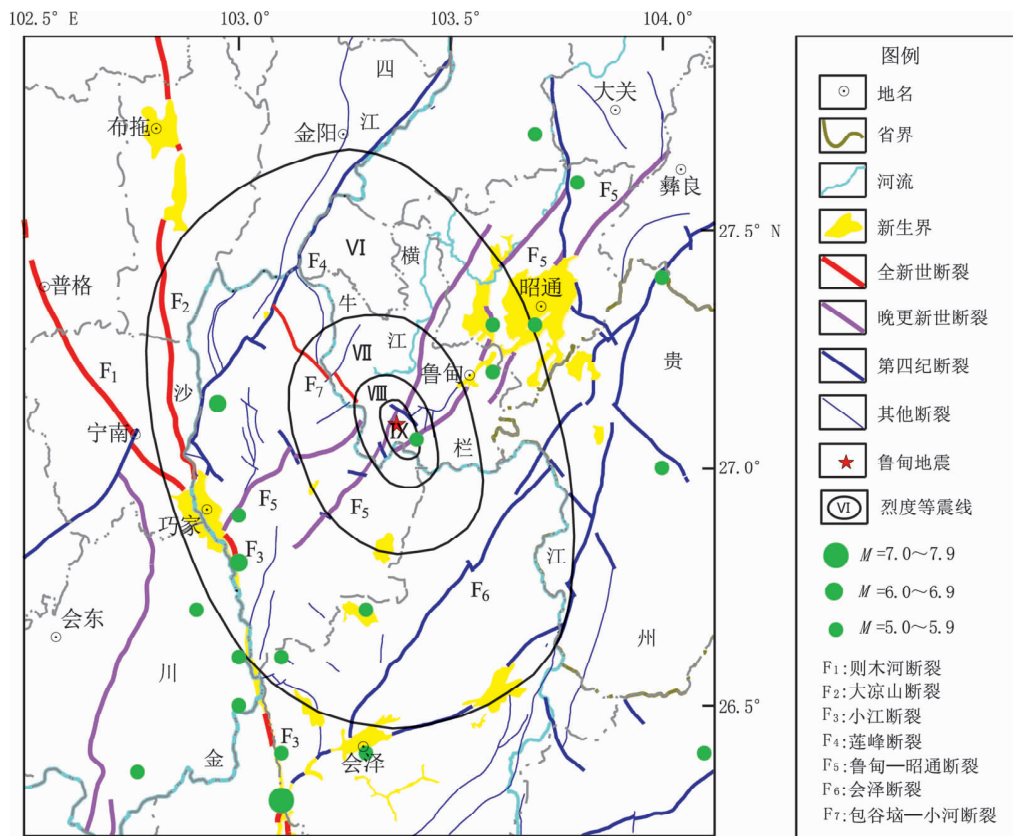 102.5° E
103.0°
103.5°
104.0°
四
大关
布拖
金阳
江
彝良
F5
27.5° N
Ⅵ
横
F5
F4
昭通
普格
F2
牛
Ⅶ
江
贵
鲁甸
F1
F7
Ⅷ
沙
宁南
Ⅸ
栏
27.0°
F5
F5
巧家
F3
江
F6
会东
州
川
26.5°
F3
金
会泽
图例
地名
省界
河流
新生界
全新世断裂
晚更新世断裂
第四纪断裂
其他断裂
鲁甸地震
Ⅵ 烈度等震线
M=7.0～7.9
M=6.0～6.9
M=5.0～5.9
F1:则木河断裂
F2:大凉山断裂
F3:小江断裂
F4:莲峰断裂
F5:鲁甸—昭通断裂
F6:会泽断裂
F7:包谷垴—小河断裂